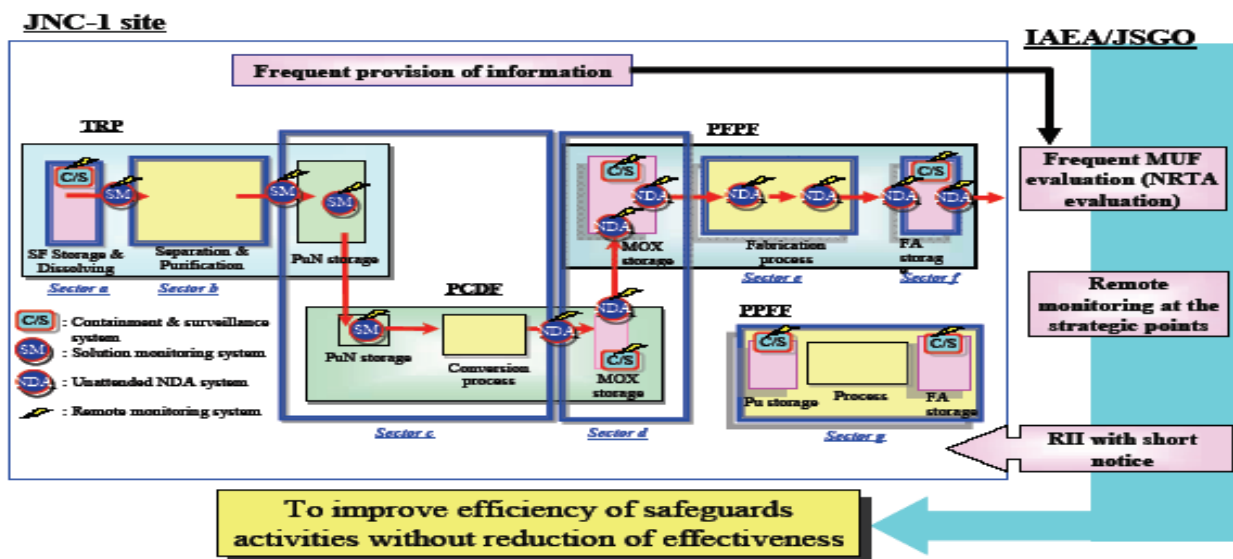 JNC-1 site
IAEA/JSGO
Frequent provision of information
TRP
PFPF
C/S
SM
SM
SM
SF Storage &
Dissolving
Separation &
Purification
PuN storage
Sector a
Sector b
C/S
NDA
NDA
MOX
storage
NDA
NDA
Fabrication
process
Sector e
NDA
C/S
NDA
FA
storag
e
Sector f
Frequent MUF
evaluation (NRTA
evaluation)
Remote
monitoring at the
strategic points
PCDF
SM
PuN storage
Conversion
process
NDA
NDA
C/S
MOX
storage
Sector c
Sector d
PPFF
C/S
Pu storage
Process
C/S
FA
storage
Sector g
C/S : Containment & surveillance
system
SM : Solution monitoring system
NDA : Unattended NDA system
: Remote monitoring system
RII with short
notice
To improve efficiency of safeguards
activities without reduction of effectiveness